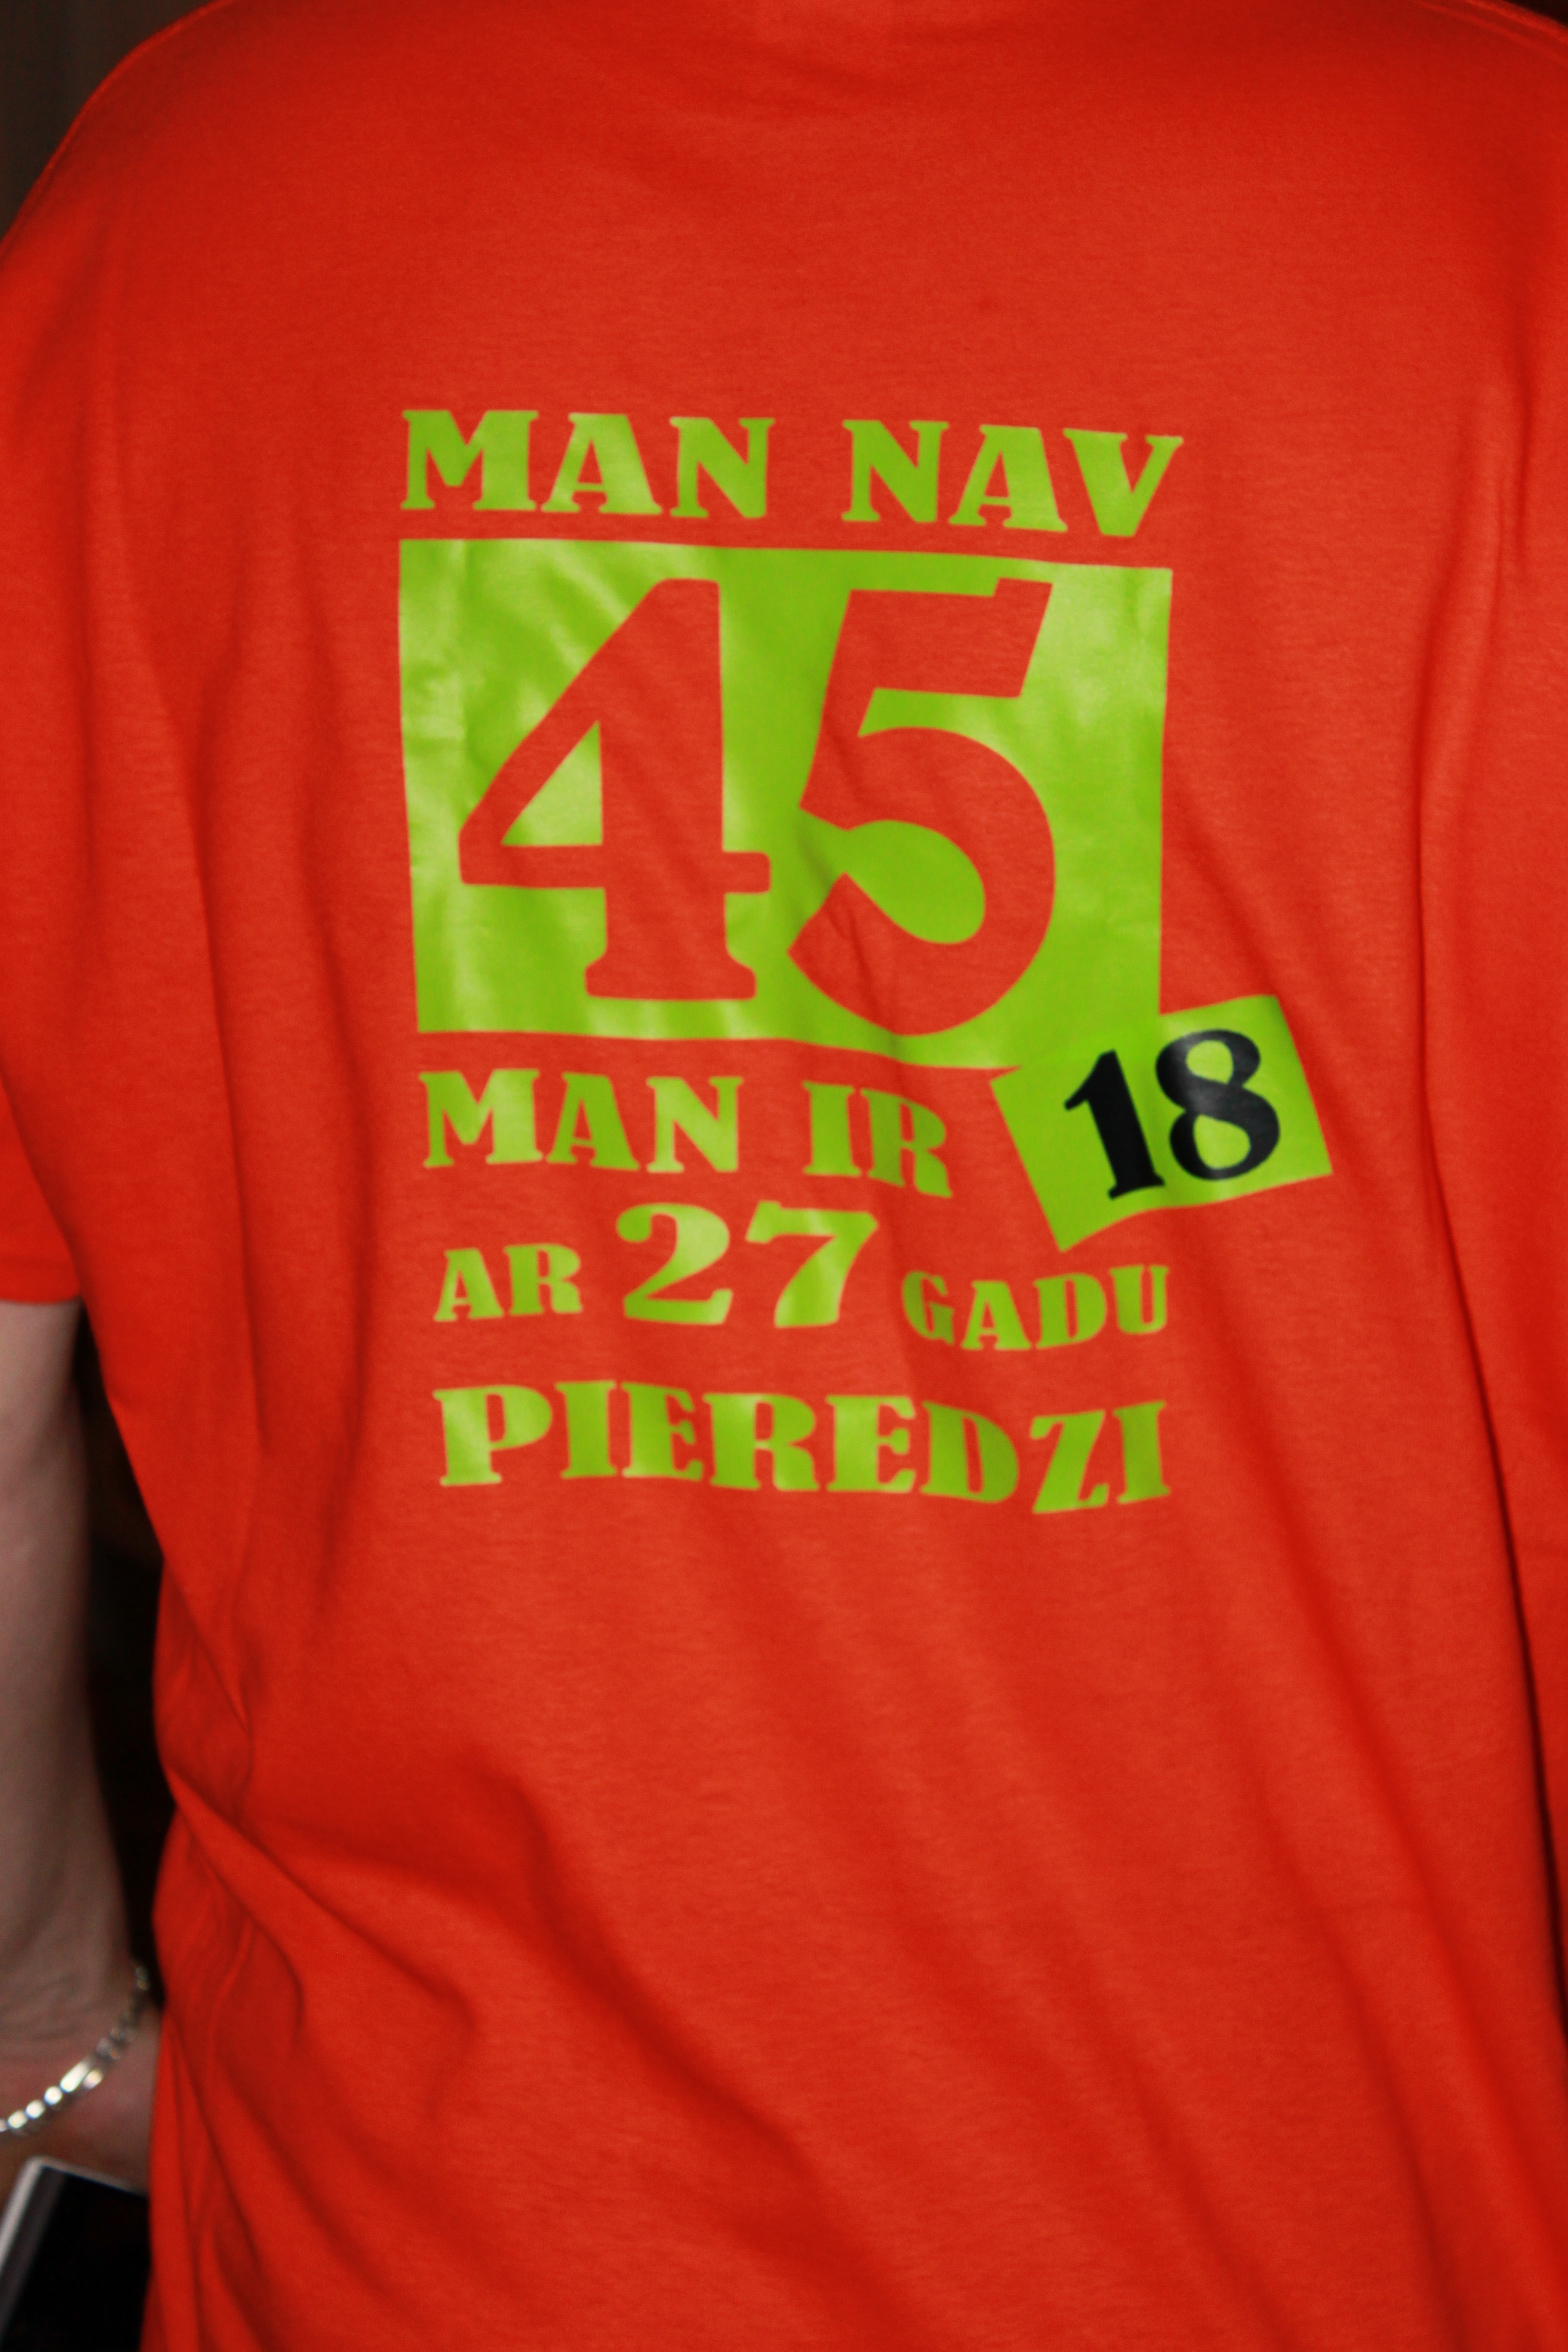 MAN NAV
45
MAN IR 18
AR 27 GADU
PIEREDZI